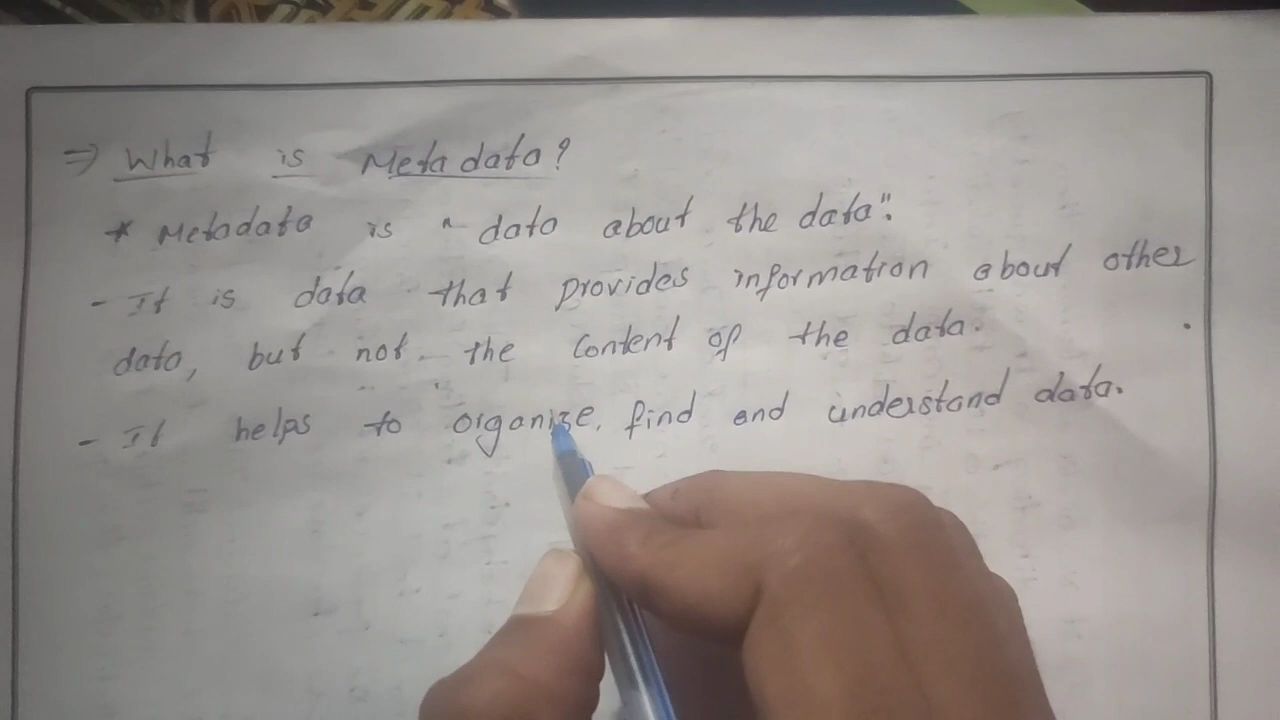 ⇒ What is Metadata?
* Metadata is " data about the data".
- It is data that provides information about other
data, but not the content of the data.
- It helps to organize, find and understand data.